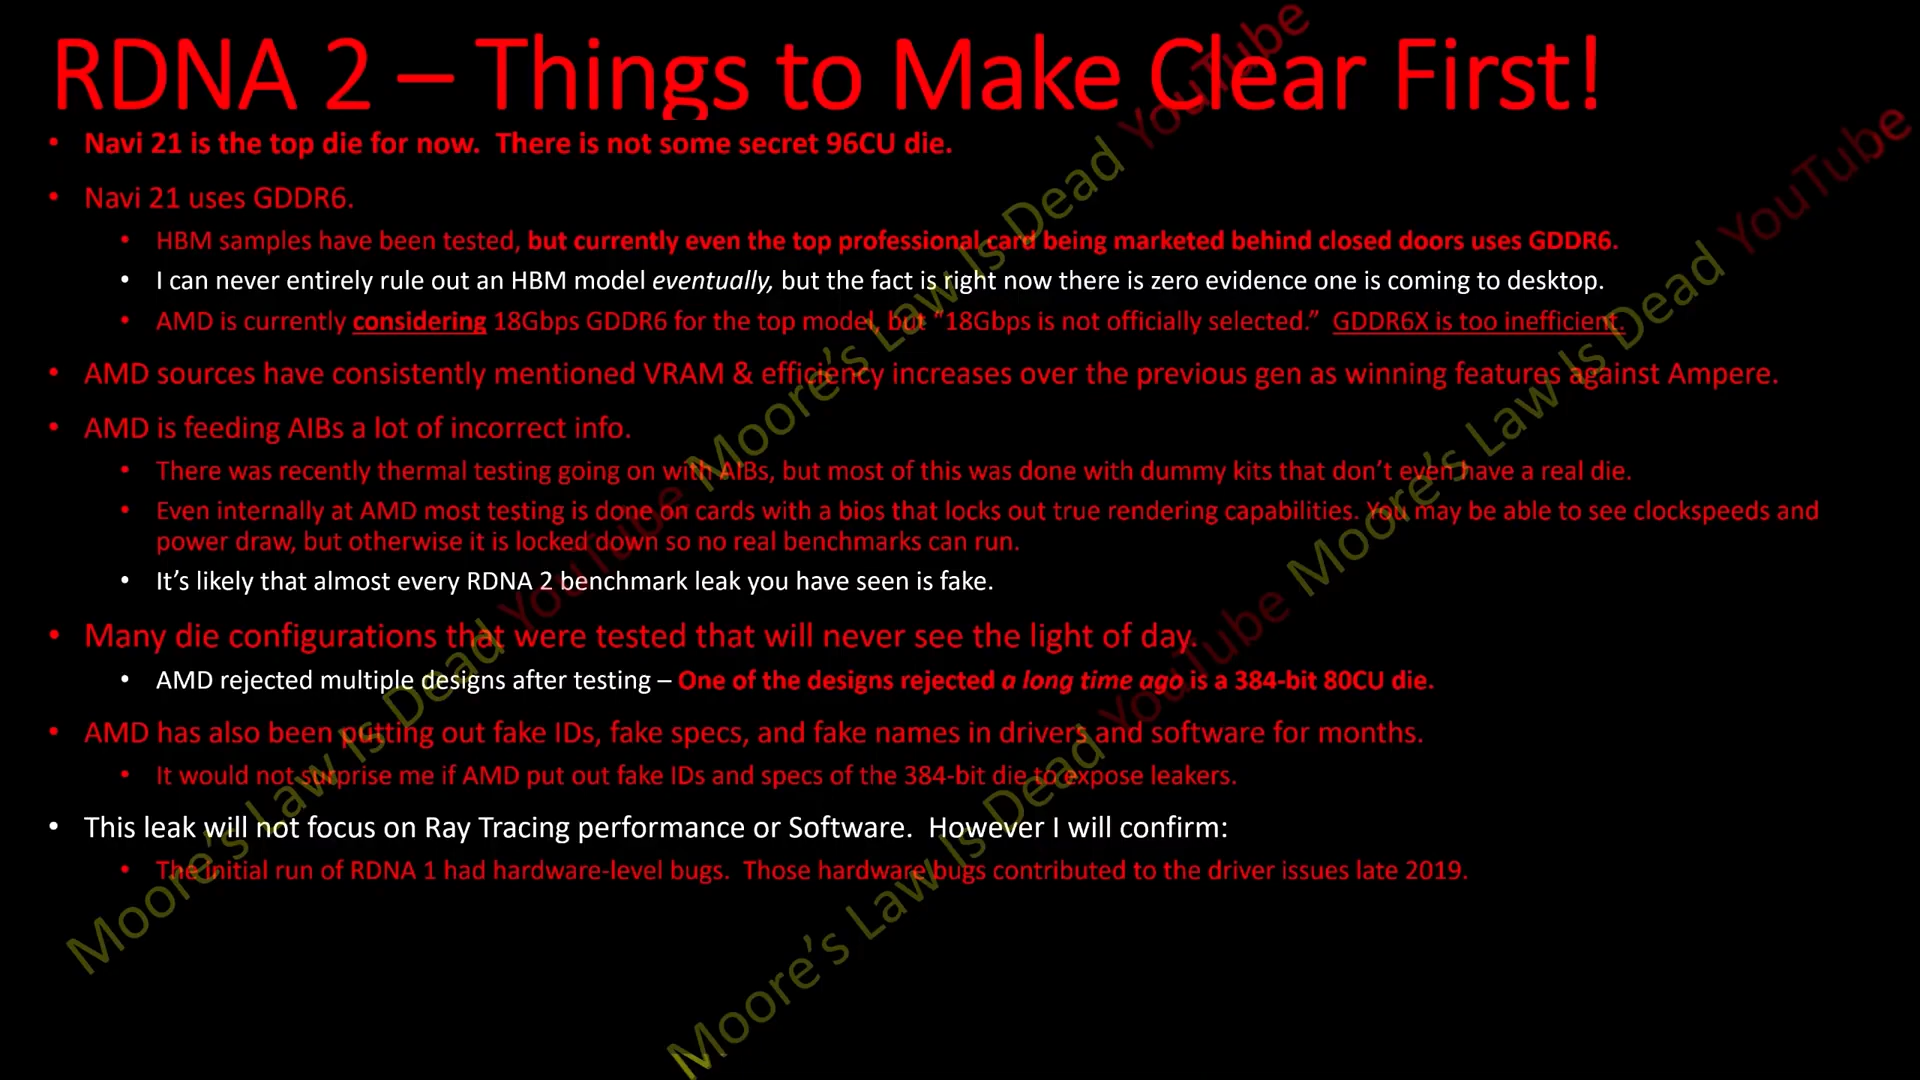 RDNA 2 – Things to Make Clear First!
• Navi 21 is the top die for now.  There is not some secret 96CU die.
• Navi 21 uses GDDR6.
• HBM samples have been tested, but currently even the top professional card being marketed behind closed doors uses GDDR6.
• I can never entirely rule out an HBM model eventually, but the fact is right now there is zero evidence one is coming to desktop.
• AMD is currently considering 18Gbps GDDR6 for the top model, but “18Gbps is not officially selected.”  GDDR6X is too inefficient.
• AMD sources have consistently mentioned VRAM & efficiency increases over the previous gen as winning features against Ampere.
• AMD is feeding AIBs a lot of incorrect info.
• There was recently thermal testing going on with AIBs, but most of this was done with dummy kits that don’t even have a real die.
• Even internally at AMD most testing is done on cards with a bios that locks out true rendering capabilities. You may be able to see clockspeeds and
power draw, but otherwise it is locked down so no real benchmarks can run.
• It’s likely that almost every RDNA 2 benchmark leak you have seen is fake.
• Many die configurations that were tested that will never see the light of day.
• AMD rejected multiple designs after testing – One of the designs rejected a long time ago is a 384-bit 80CU die.
• AMD has also been putting out fake IDs, fake specs, and fake names in drivers and software for months.
• It would not surprise me if AMD put out fake IDs and specs of the 384-bit die to expose leakers.
• This leak will not focus on Ray Tracing performance or Software.  However I will confirm:
• The initial run of RDNA 1 had hardware-level bugs.  Those hardware bugs contributed to the driver issues late 2019.
Moore’s Law Is Dead YouTube Moore’s Law Is Dead YouTube
Moore’s Law Is Dead YouTube Moore’s Law Is Dead YouTube